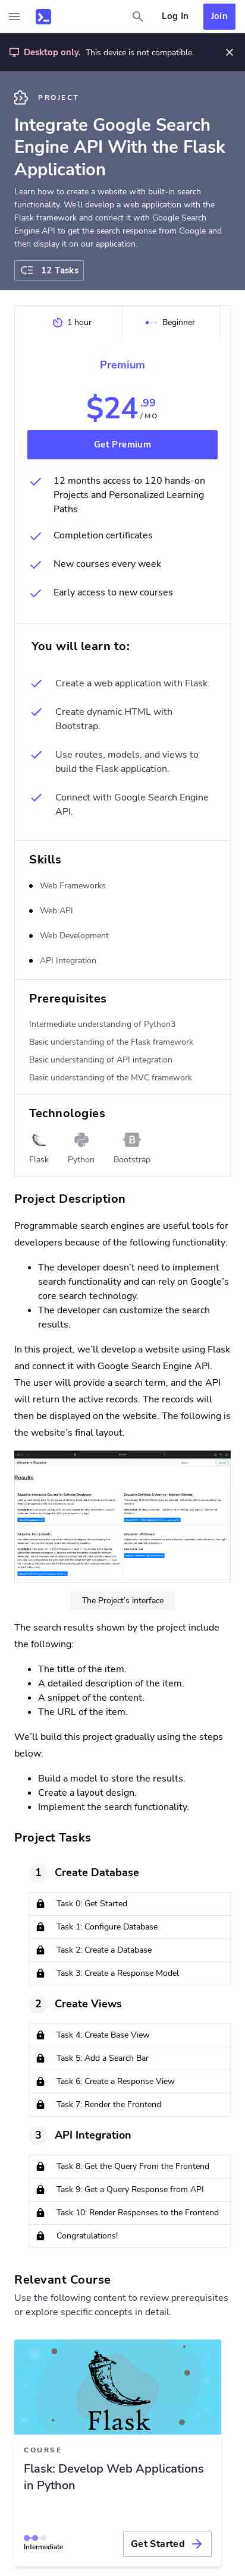 Log In
Join
Desktop only. This device is not compatible.
PROJECT
Integrate Google Search
Engine API With the Flask
Application
Learn how to create a website with built-in search
functionality. We'll develop a web application with the
Flask framework and connect it with Google Search
Engine API to get the search response from Google and
then display it on our application.
12 Tasks
1 hour
Beginner
Premium
$24.99
/ MO
Get Premium
12 months access to 120 hands-on
Projects and Personalized Learning
Paths
Completion certificates
New courses every week
Early access to new courses
You will learn to:
Create a web application with Flask.
Create dynamic HTML with
Bootstrap.
Use routes, models, and views to
build the Flask application.
Connect with Google Search Engine
API.
Skills
Web Frameworks
Web API
Web Development
API Integration
Prerequisites
Intermediate understanding of Python3
Basic understanding of the Flask framework
Basic understanding of API integration
Basic understanding of the MVC framework
Technologies
Flask
Python
Bootstrap
Project Description
Programmable search engines are useful tools for
developers because of the following functionality:
The developer doesn't need to implement
search functionality and can rely on Google's
core search technology.
The developer can customize the search
results.
In this project, we'll develop a website using Flask
and connect it with Google Search Engine API.
The user will provide a search term, and the API
will return the active records. The records will
then be displayed on the website. The following is
the website's final layout.
Results
The Project's interface
The search results shown by the project include
the following:
The title of the item.
A detailed description of the item.
A snippet of the content.
The URL of the item.
We'll build this project gradually using the steps
below:
Build a model to store the results.
Create a layout design.
Implement the search functionality.
Project Tasks
1 Create Database
Task 0: Get Started
Task 1: Configure Database
Task 2: Create a Database
Task 3: Create a Response Model
2 Create Views
Task 4: Create Base View
Task 5: Add a Search Bar
Task 6: Create a Response View
Task 7: Render the Frontend
3 API Integration
Task 8: Get the Query From the Frontend
Task 9: Get a Query Response from API
Task 10: Render Responses to the Frontend
Congratulations!
Relevant Course
Use the following content to review prerequisites
or explore specific concepts in detail.
Flask
COURSE
Flask: Develop Web Applications
in Python
Intermediate
Get Started